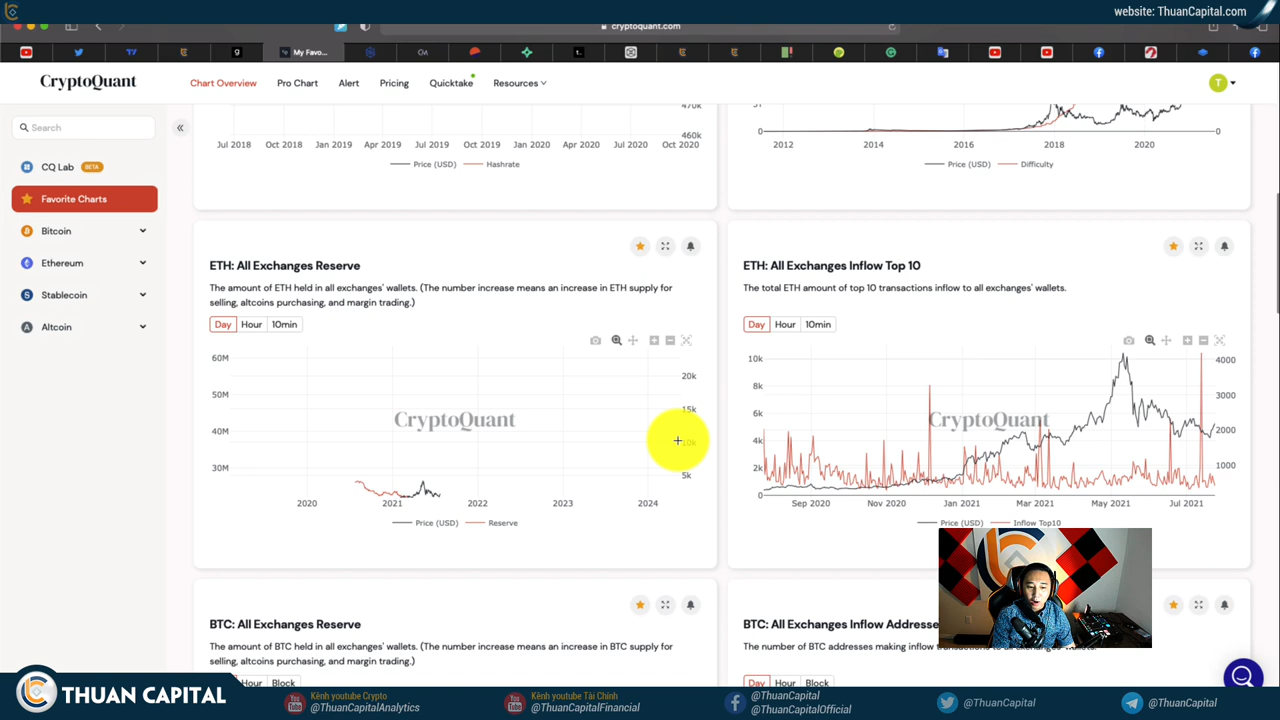 website: ThuanCapital.com
cryptoquant.com
My Favo...
CryptoQuant
Chart Overview
Pro Chart
Alert
Pricing
Quicktake
Resources
T
Search
CQ Lab BETA
Favorite Charts
Bitcoin
Ethereum
Stablecoin
Altcoin
470k
460k
Jul 2018 Oct 2018 Jan 2019 Apr 2019 Jul 2019 Oct 2019 Jan 2020 Apr 2020 Jul 2020 Oct 2020
Price (USD) Hashrate
5T
0 0
2012 2014 2016 2018 2020
Price (USD) Difficulty
ETH: All Exchanges Reserve
The amount of ETH held in all exchanges' wallets. (The number increase means an increase in ETH supply for
selling, altcoins purchasing, and margin trading.)
Day Hour 10min
60M
50M
40M
30M
20k
15k
10k
5k
CryptoQuant
2020 2021 2022 2023 2024
Price (USD) Reserve
ETH: All Exchanges Inflow Top 10
The total ETH amount of top 10 transactions inflow to all exchanges' wallets.
Day Hour 10min
10k
8k
6k
4k
2k
0
4000
3000
2000
1000
CryptoQuant
Sep 2020 Nov 2020 Jan 2021 Mar 2021 May 2021 Jul 2021
Price (USD) Inflow Top10
BTC: All Exchanges Reserve
The amount of BTC held in all exchanges' wallets. (The number increase means an increase in BTC supply for
selling, altcoins purchasing, and margin trading.)
Hour Block
BTC: All Exchanges Inflow Addresse
The number of BTC addresses making inflow transactions to all exchanges' wallets.
Day Hour Block
THUAN CAPITAL
Kênh youtube Crypto
@ThuanCapitalAnalytics
Kênh youtube Tài Chính
@ThuanCapitalFinancial
@ThuanCapital
@ThuanCapitalOfficial
@ThuanCapital
@ThuanCapital